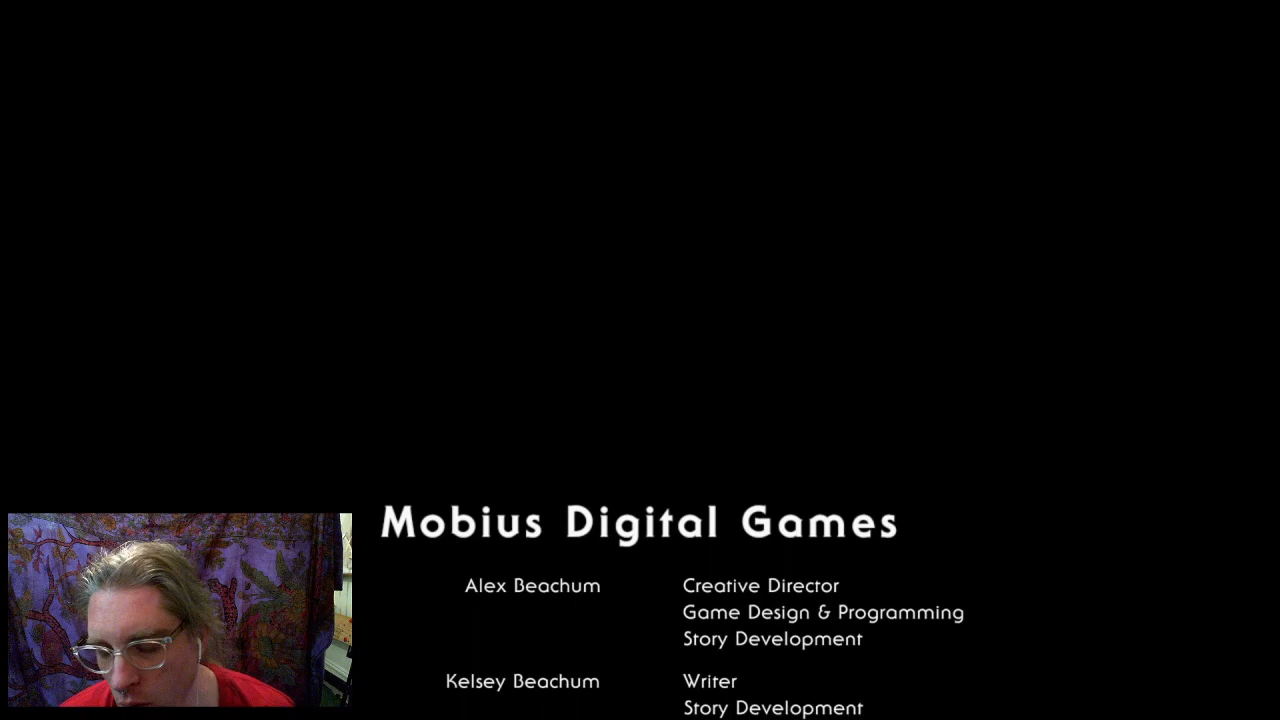 Mobius Digital Games
Alex Beachum Creative Director
Game Design & Programming
Story Development
Kelsey Beachum Writer
Story Development